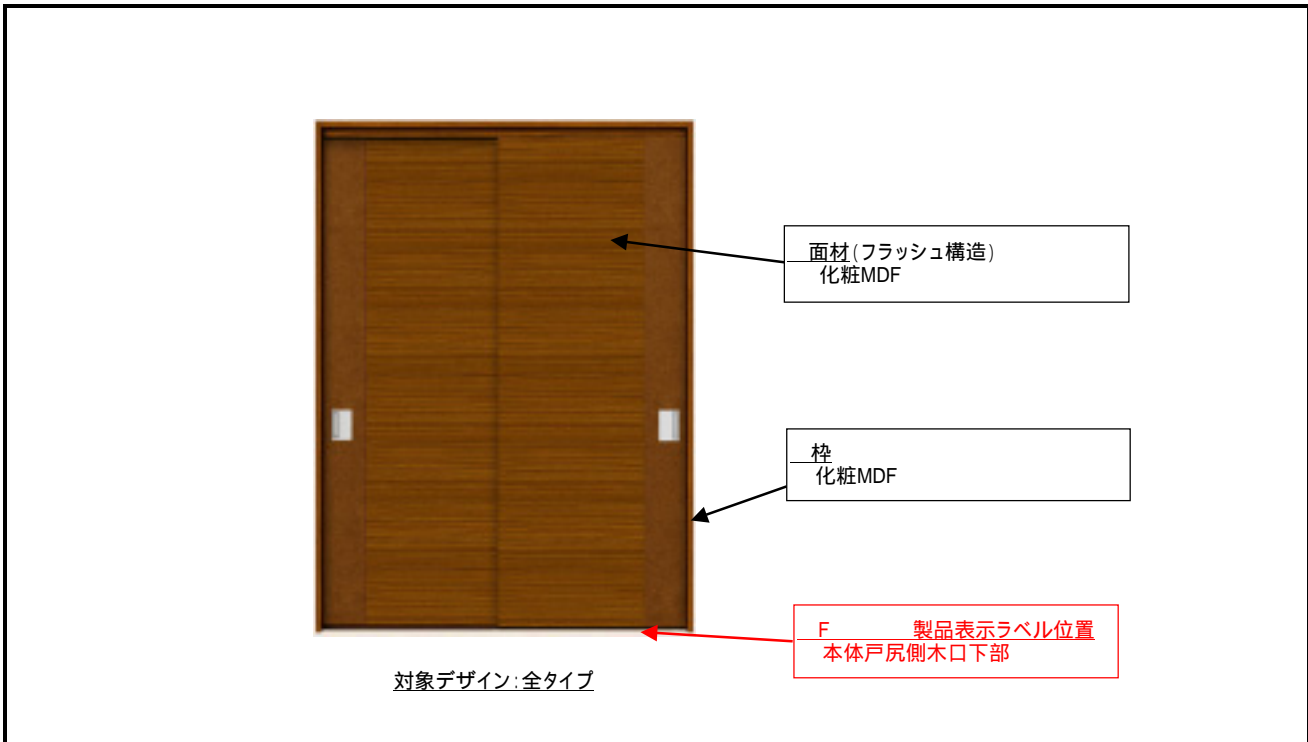 面材(フラッシュ構造)
化粧MDF
枠
化粧MDF
F 製品表示ラベル位置
本体戸尻側木口下部
対象デザイン:全タイプ